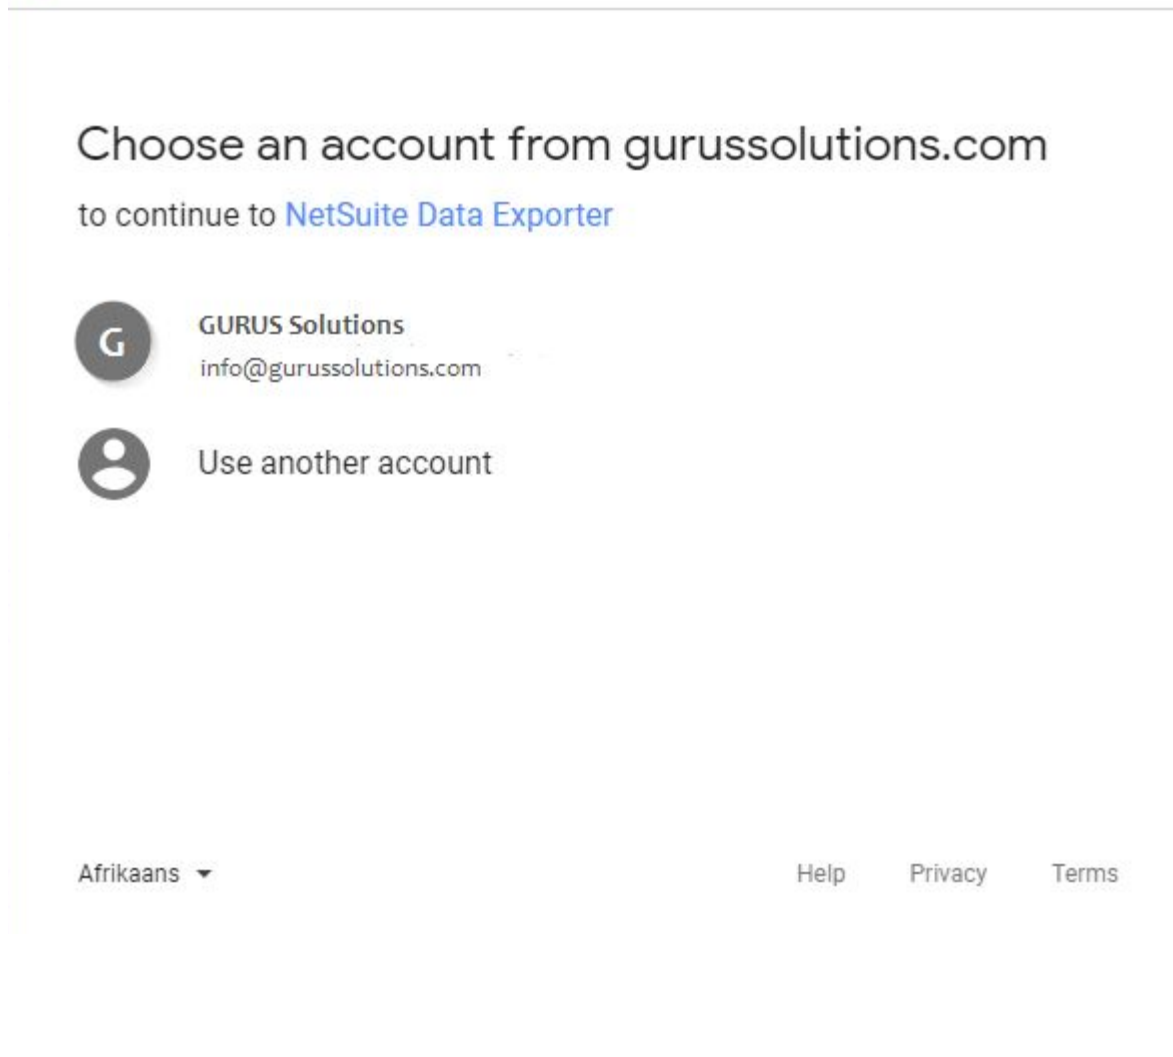 Choose an account from gurussolutions.com
to continue to NetSuite Data Exporter
G
GURUS Solutions
info@gurussolutions.com
Use another account
Afrikaans
Help Privacy Terms